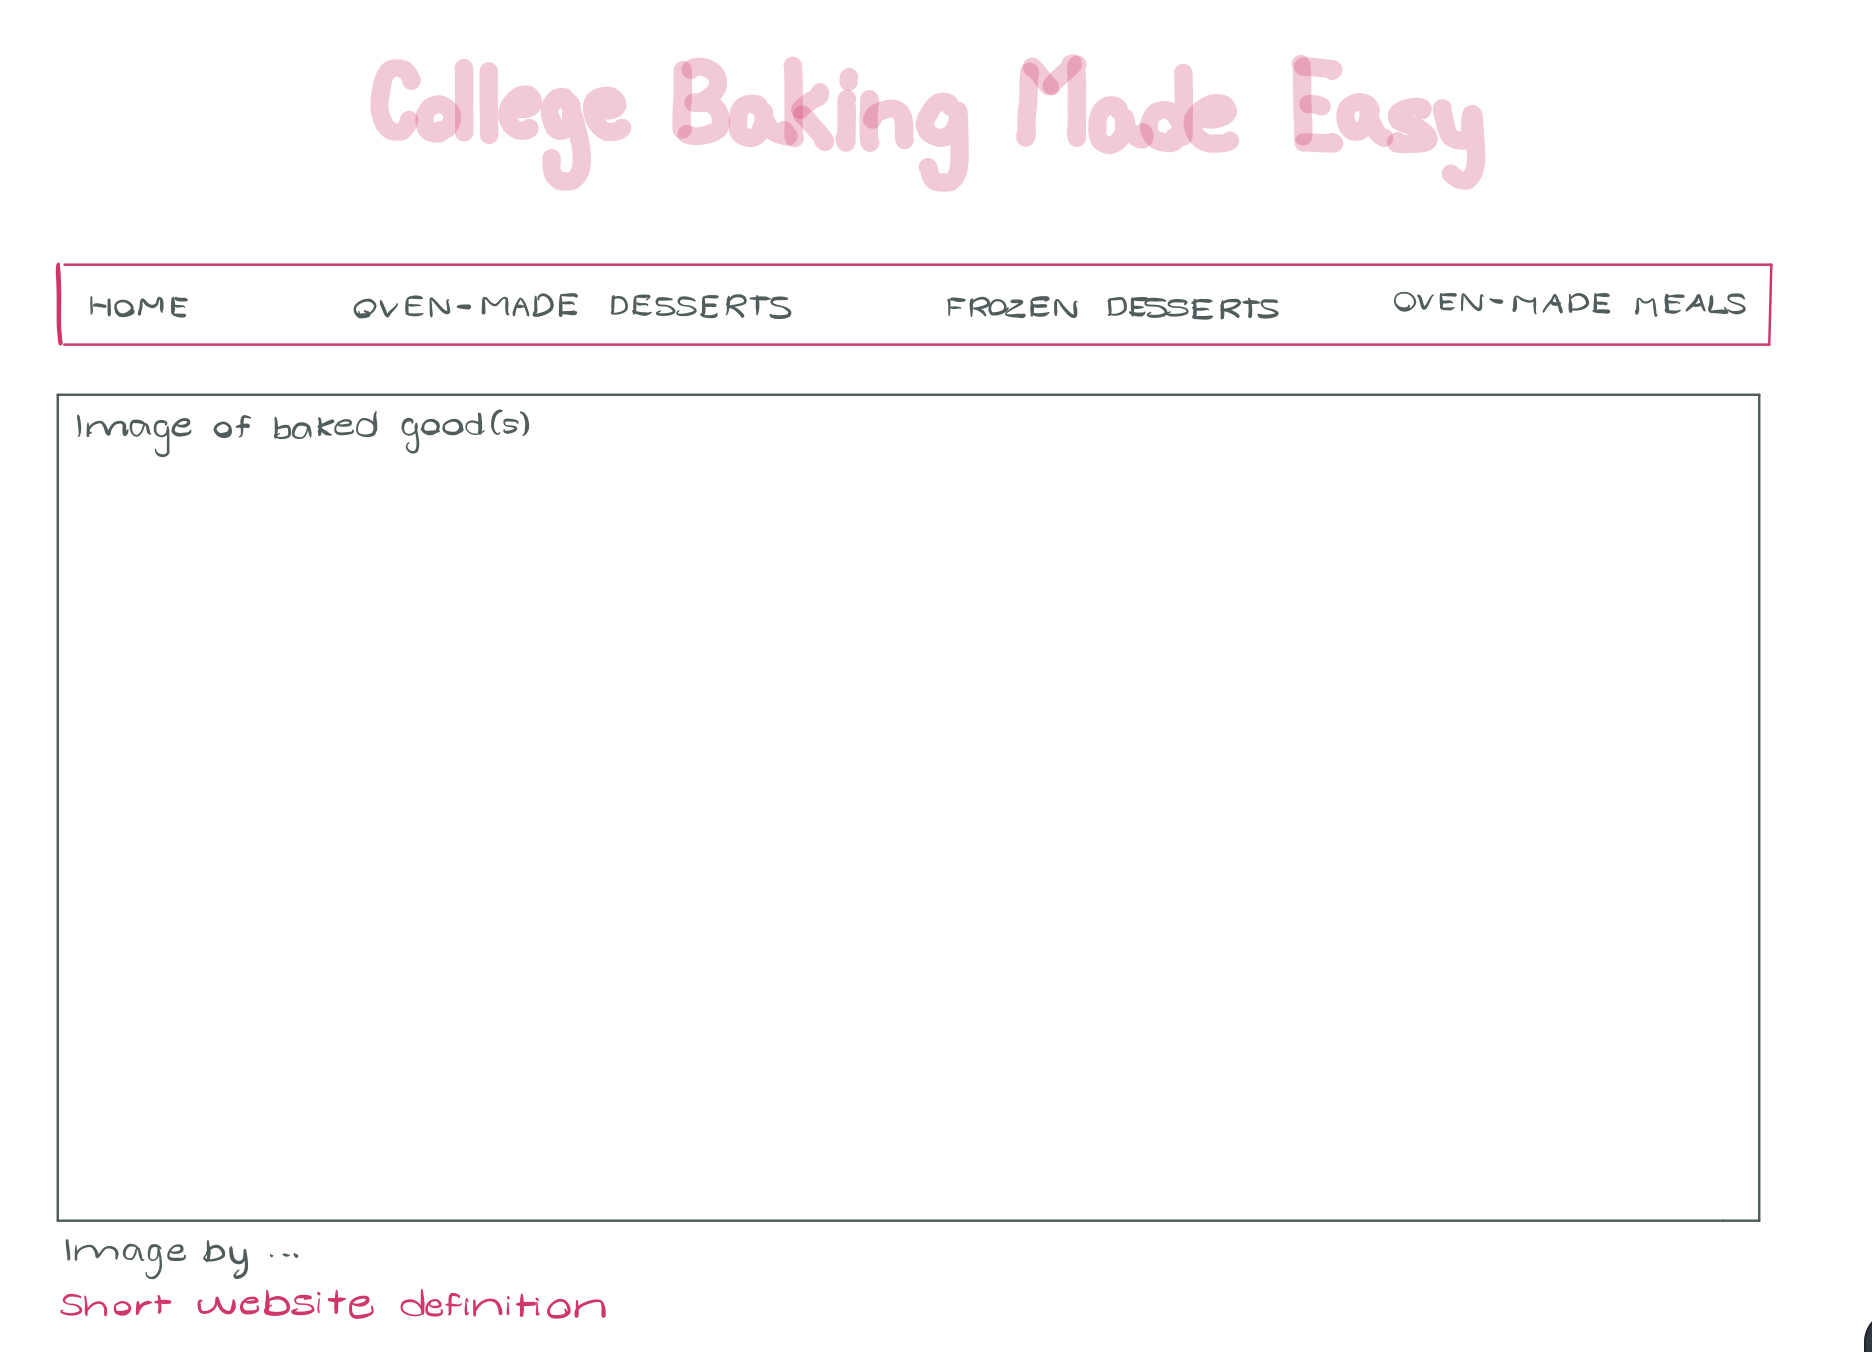 College Baking Made Easy
HOME OVEN-MADE DESSERTS FROZEN DESSERTS OVEN-MADE MEALS
Image of baked good(s)
Image by ...
Short website definition